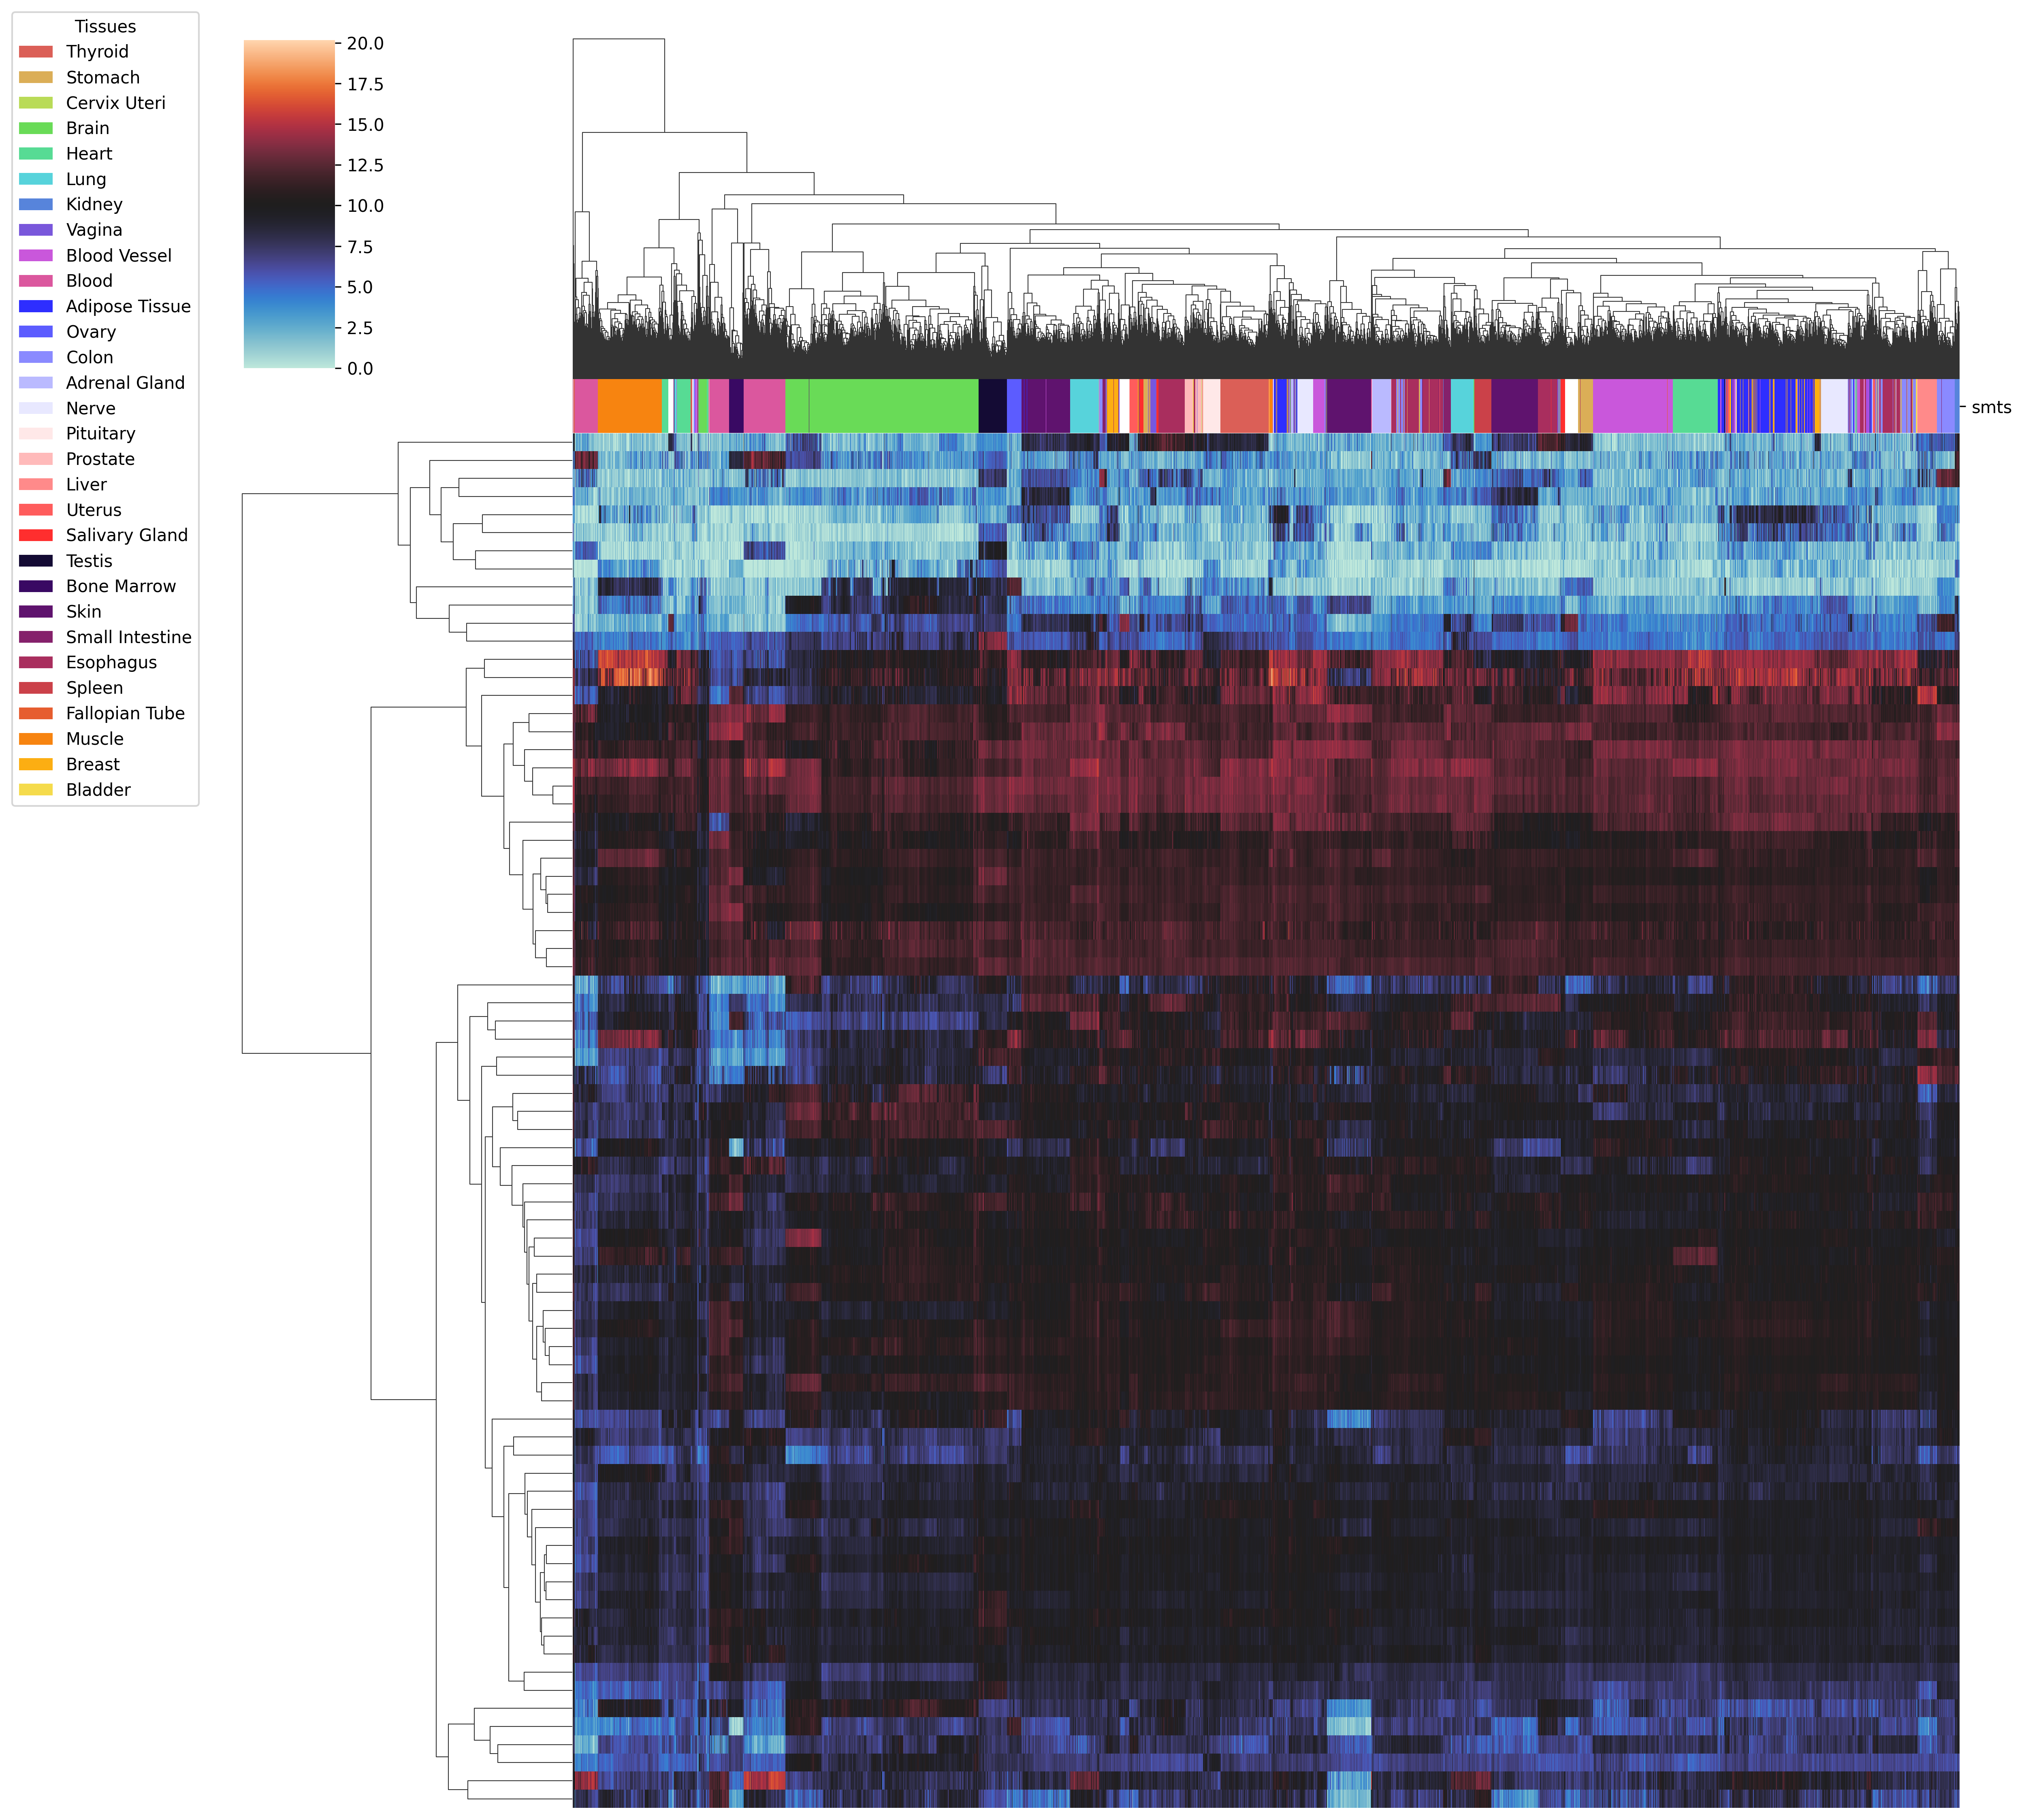 Tissues
Thyroid
Stomach
Cervix Uteri
Brain
Heart
Lung
Kidney
Vagina
Blood Vessel
Blood
Adipose Tissue
Ovary
Colon
Adrenal Gland
Nerve
Pituitary
Prostate
Liver
Uterus
Salivary Gland
Testis
Bone Marrow
Skin
Small Intestine
Esophagus
Spleen
Fallopian Tube
Muscle
Breast
Bladder
20.0
17.5
15.0
12.5
10.0
7.5
5.0
2.5
0.0
smts